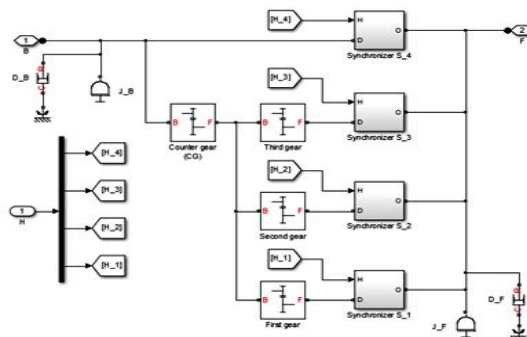 [H_4]
H
D
O
Synchronizer S_4
1
B
2
F
D_B
R
C
J_B
[H_3]
H
D
O
Synchronizer S_3
B
F
Counter gear
(CG)
B
F
Third gear
[H_4]
[H_3]
[H_2]
[H_1]
1
H
[H_2]
H
D
O
Synchronizer S_2
B
F
Second gear
[H_1]
H
D
O
Synchronizer S_1
B
F
First gear
D_F
R
C
J_F